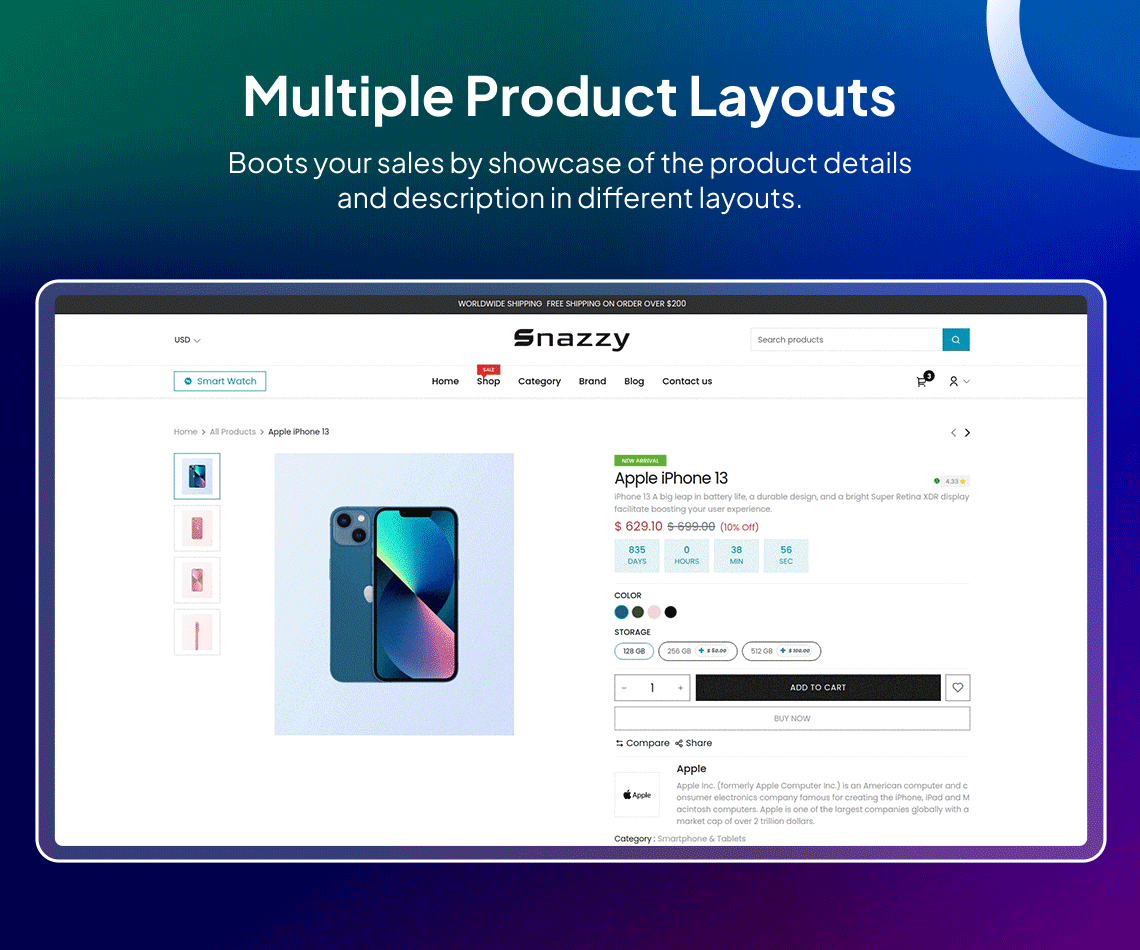 Multiple Product Layouts
Boots your sales by showcase of the product details
and description in different layouts.
WORLDWIDE SHIPPING FREE SHIPPING ON ORDER OVER $200
USD
Snazzy
Search products
Smart Watch
Home
SALE
Shop
Category
Brand
Blog
Contact us
3
Home > All Products > Apple iPhone 13
NEW ARRIVAL
Apple iPhone 13
4.33
iPhone 13 A big leap in battery life, a durable design, and a bright Super Retina XDR display
facilitate boosting your user experience.
$ 629.10 $ 699.00 (10% Off)
835 0 38 56
DAYS HOURS MIN SEC
COLOR
STORAGE
128 GB 256 GB + $ 50.00 512 GB + $ 100.00
- 1 + ADD TO CART
BUY NOW
Compare Share
Apple
Apple
Apple Inc. (formerly Apple Computer Inc.) is an American computer and c
onsumer electronics company famous for creating the iPhone, iPad and M
acintosh computers. Apple is one of the largest companies globally with a
market cap of over 2 trillion dollars.
Category : Smartphone & Tablets